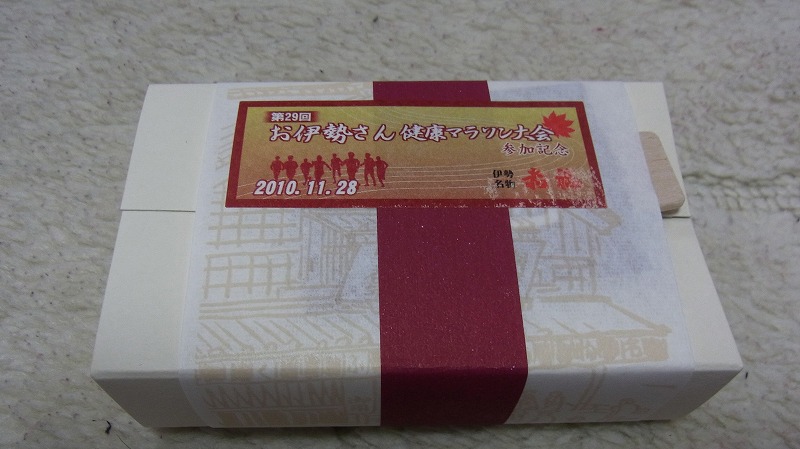 第29回
お伊勢さん健康マラソン大会
参加記念
2010.11.28
伊勢
名物
赤福